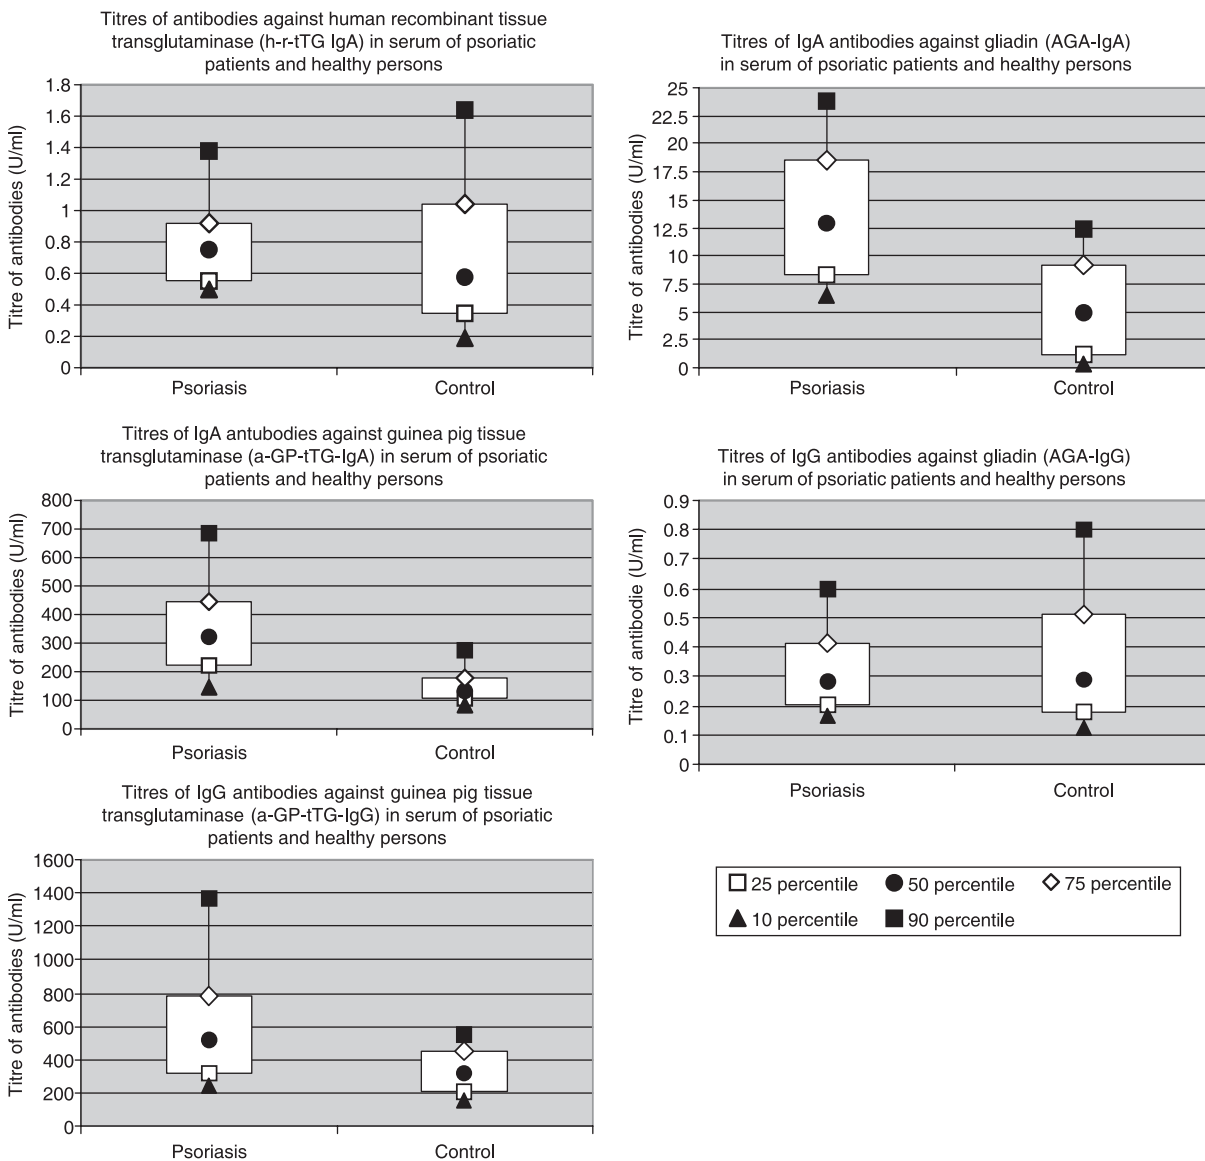 Titres of antibodies against human recombinant tissue
transglutaminase (h-r-tTG IgA) in serum of psoriatic
patients and healthy persons
Titre of antibodies (U/ml)
1.8
1.6
1.4
1.2
1
0.8
0.6
0.4
0.2
0
Psoriasis
Control
Titres of IgA antibodies against gliadin (AGA-IgA)
in serum of psoriatic patients and healthy persons
Titre of antibodies (U/ml)
25
22.5
20
17.5
15
12.5
10
7.5
5
2.5
0
Psoriasis
Control
Titres of IgA antubodies against guinea pig tissue
transglutaminase (a-GP-tTG-IgA) in serum of psoriatic
patients and healthy persons
Titre of antibodies (U/ml)
800
700
600
500
400
300
200
100
0
Psoriasis
Control
Titres of IgG antibodies against gliadin (AGA-IgG)
in serum of psoriatic patients and healthy persons
Titre of antibodie (U/ml)
0.9
0.8
0.7
0.6
0.5
0.4
0.3
0.2
0.1
0
Psoriasis
Control
Titres of IgG antibodies against guinea pig tissue
transglutaminase (a-GP-tTG-IgG) in serum of psoriatic
patients and healthy persons
Titre of antibodies (U/ml)
1600
1400
1200
1000
800
600
400
200
0
Psoriasis
Control
25 percentile 50 percentile 75 percentile
10 percentile 90 percentile